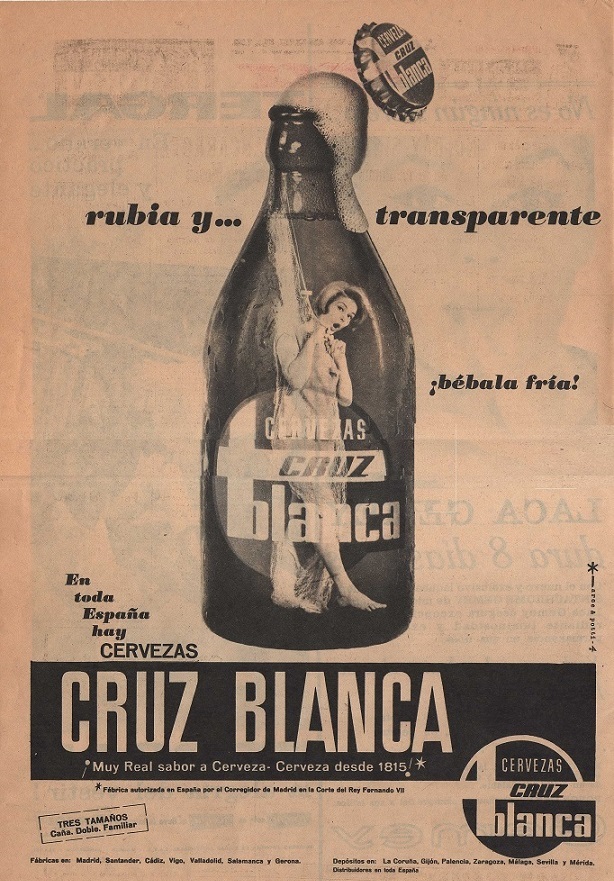 CERVEZAS
CRUZ
blanca
rubia y... transparente
¡bébala fría!
CERVEZAS
CRUZ
blanca
En
toda
España
hay
CERVEZAS
CRUZ BLANCA
¡Muy Real sabor a Cerveza- Cerveza desde 1815!*
* Fábrica autorizada en España por el Corregidor de Madrid en la Corte del Rey Fernando VII
CERVEZAS
CRUZ
blanca
TRES TAMAÑOS
Caña. Doble. Familiar
Fábricas en: Madrid, Santander, Cádiz, Vigo, Valladolid, Salamanca y Gerona.
Depósitos en: La Coruña, Gijón, Palencia, Zaragoza, Málaga, Sevilla y Mérida.
Distribuidores en toda España